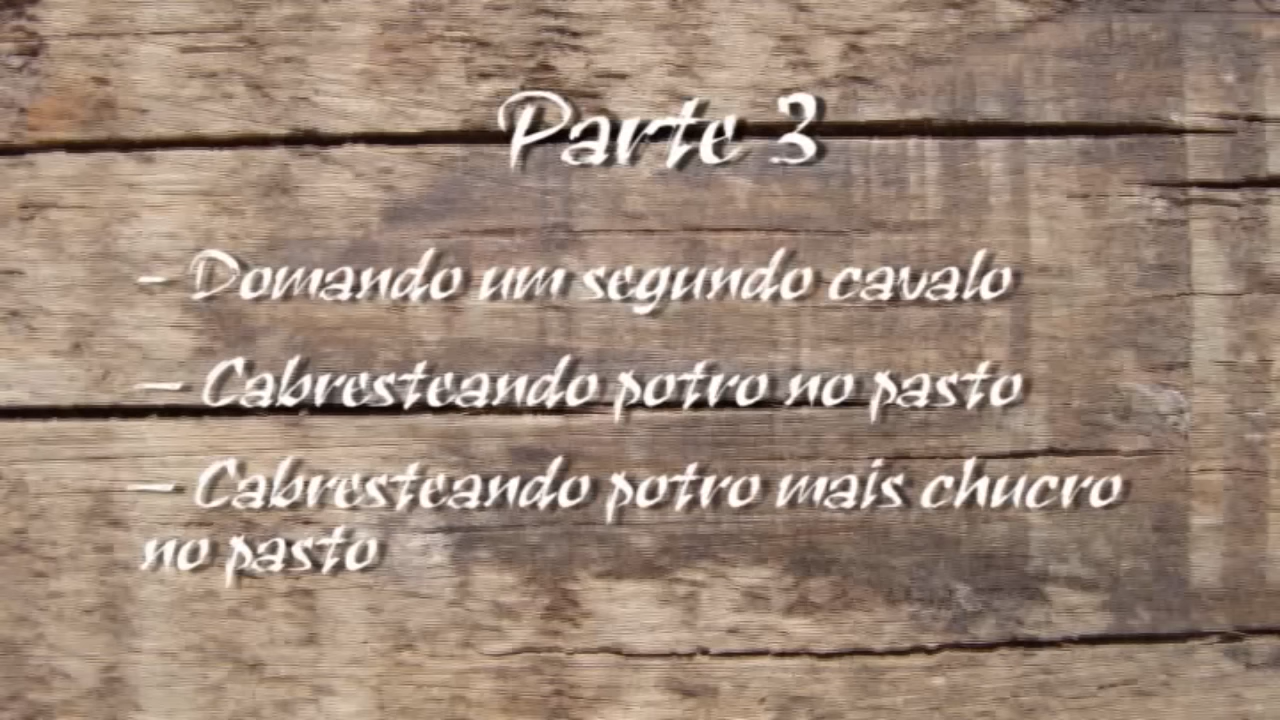 Parte 3
- Domando um segundo cavalo
- Cabresteando potro no pasto
- Cabresteando potro mais chucro
no pasto